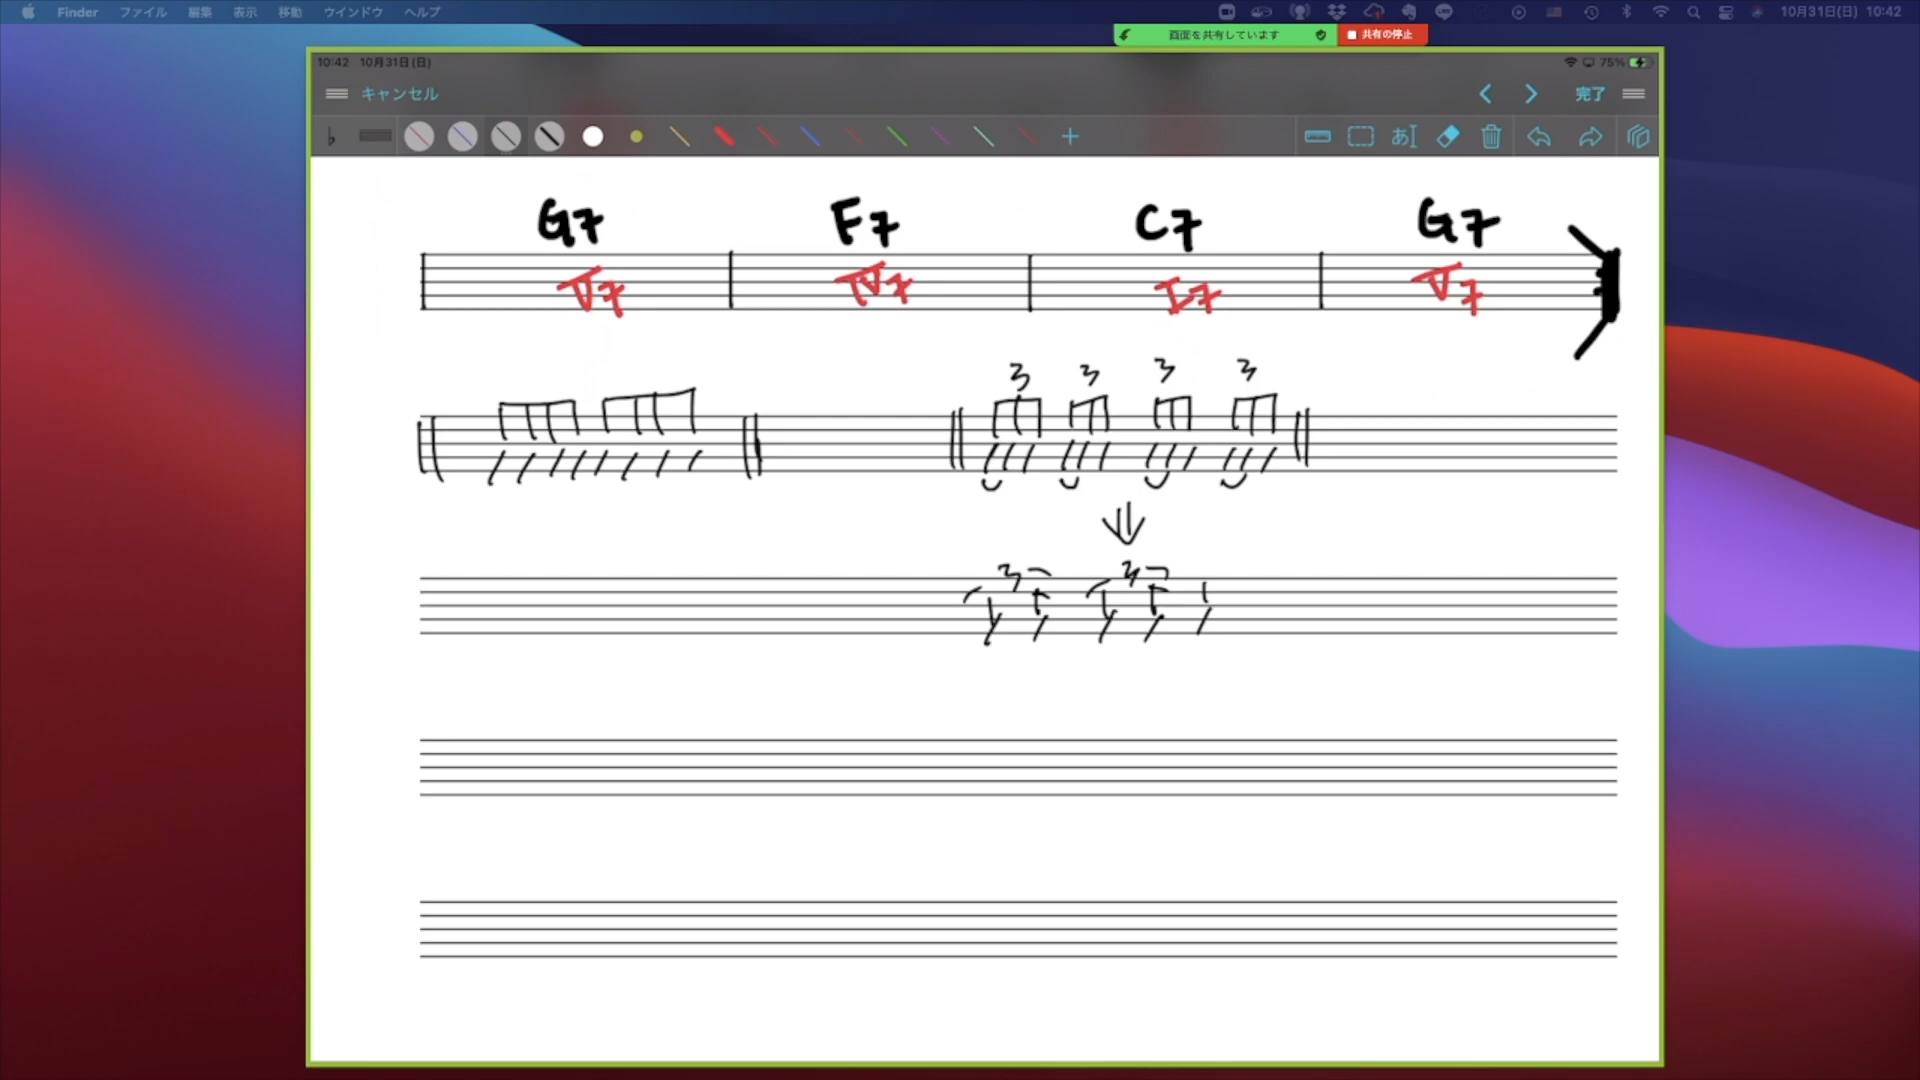 Finder ファイル 編集 表示 移動 ウインドウ ヘルプ 10月31日(日) 10:42
画面を共有しています 共有の停止
10:42 10月31日(日) 75%
キャンセル 完了
あ
G7 F7 C7 G7
V7 IV7 I7 V7
3 3 3 3
3 3